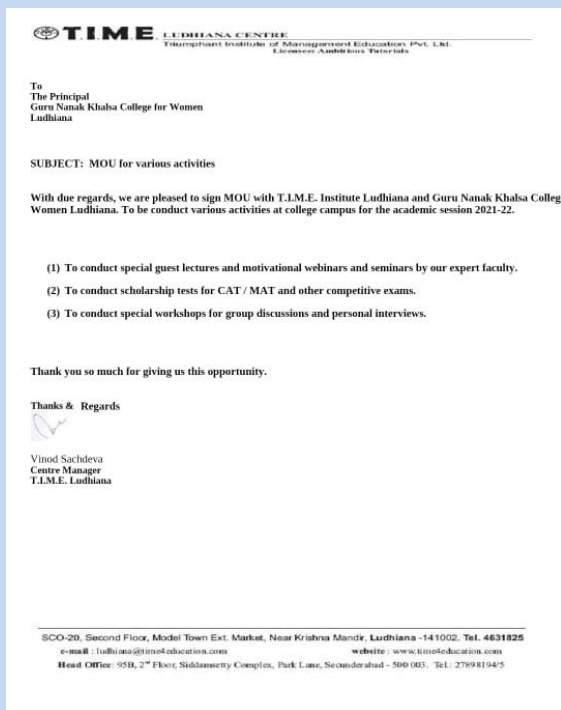 T.I.M.E. LUDHIANA CENTRE
Triumphant Institute of Management Education Pvt. Ltd.
Licensees Ambitious Tutorials
To
The Principal
Guru Nanak Khalsa College for Women
Ludhiana
SUBJECT: MOU for various activities
With due regards, we are pleased to sign MOU with T.I.M.E. Institute Ludhiana and Guru Nanak Khalsa Colleg
Women Ludhiana. To be conduct various activities at college campus for the academic session 2021-22.
(1) To conduct special guest lectures and motivational webinars and seminars by our expert faculty.
(2) To conduct scholarship tests for CAT / MAT and other competitive exams.
(3) To conduct special workshops for group discussions and personal interviews.
Thank you so much for giving us this opportunity.
Thanks & Regards
Vinod Sachdeva
Centre Manager
T.I.M.E. Ludhiana
SCO-20, Second Floor, Model Town Ext. Market, Near Krishna Mandir, Ludhiana -141002. Tel. 4631825
e-mail : ludhiana@time4education.com website : www.time4education.com
Head Office: 95B, 2nd Floor, Siddamsetty Complex, Park Lane, Secunderabad - 500 003. Tel.: 27898194/5